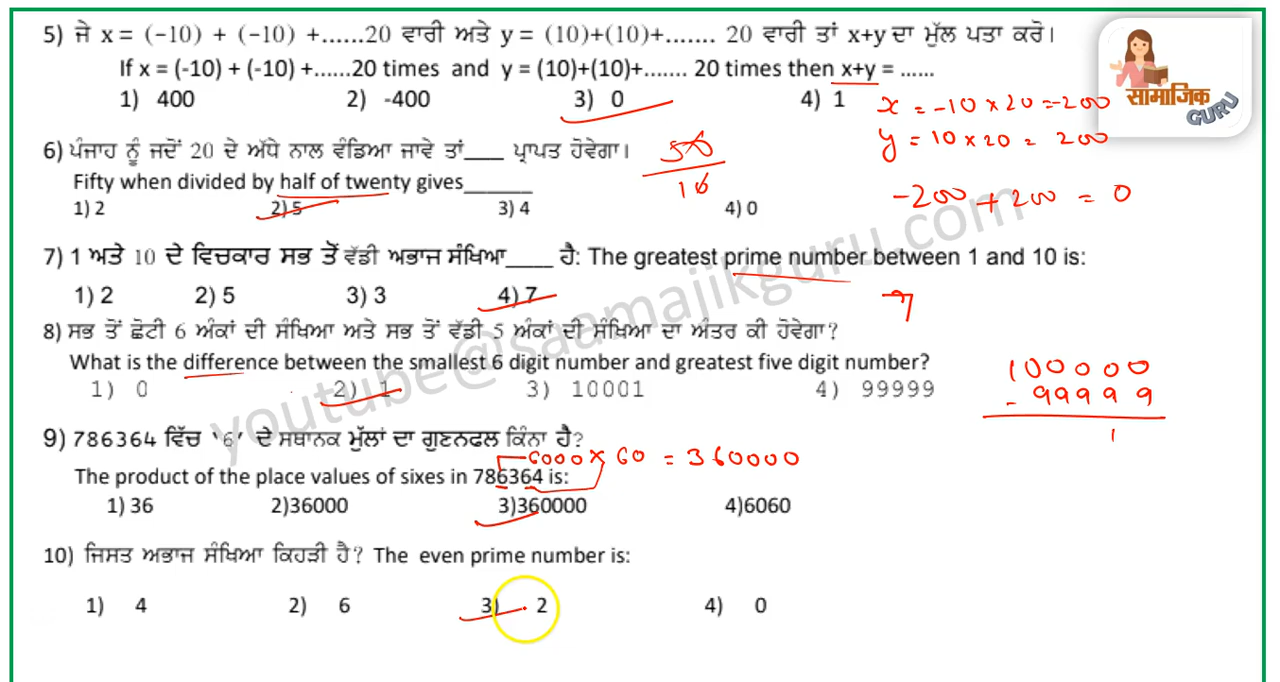 5) ਜੇ x = (-10) + (-10) +......20 ਵਾਰੀ ਅਤੇ y = (10)+(10)+....... 20 ਵਾਰੀ ਤਾਂ x+y ਦਾ ਮੁੱਲ ਪਤਾ ਕਰੋ।
If x = (-10) + (-10) +......20 times and y = (10)+(10)+....... 20 times then x+y = ......
1) 400 2) -400 3) 0 4) 1
x = -10 × 20 = -200
y = 10 × 20 = 200
-200 + 200 = 0
सामाजिक
GURU
6) ਪੰਜਾਹ ਨੂੰ ਜਦੋਂ 20 ਦੇ ਅੱਧੇ ਨਾਲ ਵੰਡਿਆ ਜਾਵੇ ਤਾਂ____ ਪ੍ਰਾਪਤ ਹੋਵੇਗਾ।
Fifty when divided by half of twenty gives______
50
10
1) 2 2) 5 3) 4 4) 0
7) 1 ਅਤੇ 10 ਦੇ ਵਿਚਕਾਰ ਸਭ ਤੋਂ ਵੱਡੀ ਅਭਾਜ ਸੰਖਿਆ____ ਹੈ: The greatest prime number between 1 and 10 is:
1) 2 2) 5 3) 3 4) 7
7
8) ਸਭ ਤੋਂ ਛੋਟੀ 6 ਅੰਕਾਂ ਦੀ ਸੰਖਿਆ ਅਤੇ ਸਭ ਤੋਂ ਵੱਡੀ 5 ਅੰਕਾਂ ਦੀ ਸੰਖਿਆ ਦਾ ਅੰਤਰ ਕੀ ਹੋਵੇਗਾ?
What is the difference between the smallest 6 digit number and greatest five digit number?
1) 0 2) 1 3) 10001 4) 99999
100000
- 99999
1
9) 786364 ਵਿੱਚ '6' ਦੇ ਸਥਾਨਕ ਮੁੱਲਾਂ ਦਾ ਗੁਣਨਫਲ ਕਿੰਨਾ ਹੈ?
6000 × 60 = 360000
The product of the place values of sixes in 786364 is:
1) 36 2)36000 3)360000 4)6060
10) ਜਿਸਤ ਅਭਾਜ ਸੰਖਿਆ ਕਿਹੜੀ ਹੈ? The even prime number is:
1) 4 2) 6 3) 2 4) 0
youtube@saamajikguru.com